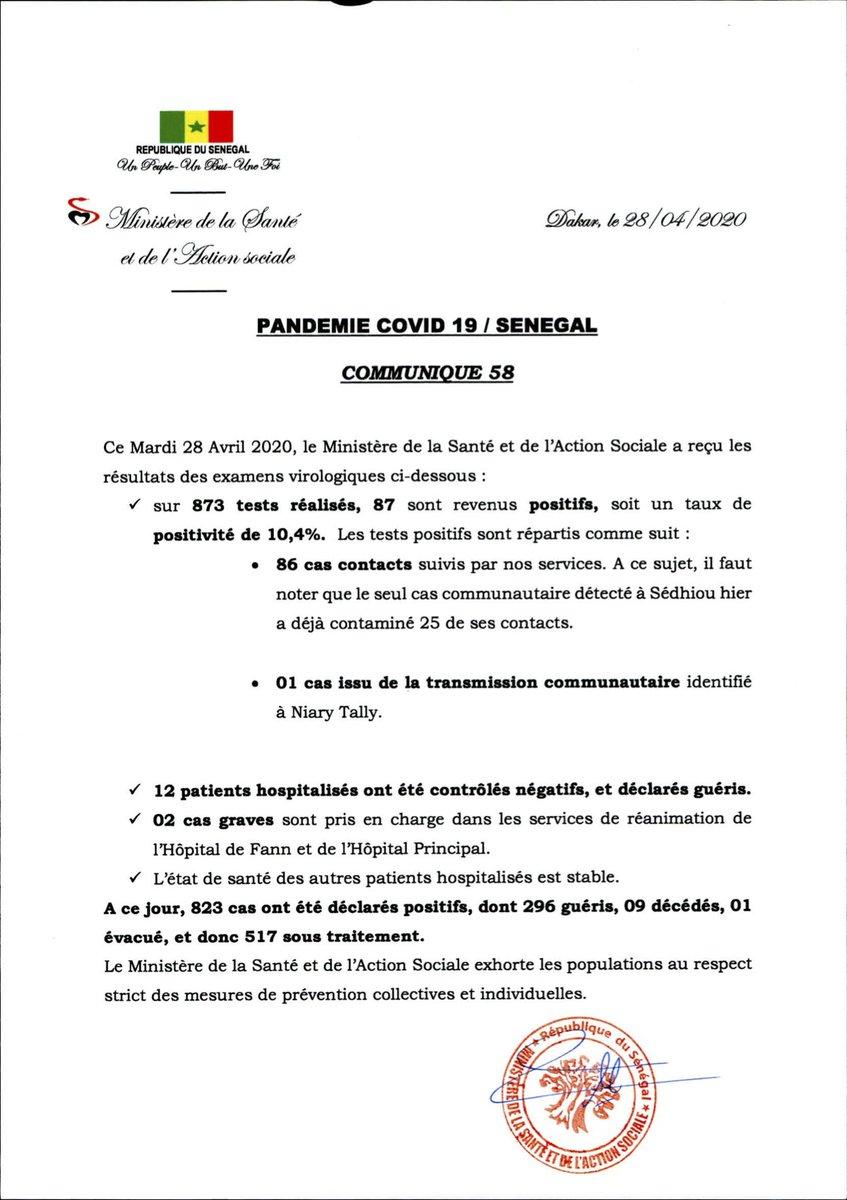 REPUBLIQUE DU SENEGAL
Un Peuple-Un But-Une Foi
Ministère de la Santé
et de l'Action sociale
Dakar, le 28/04/2020
PANDEMIE COVID 19 / SENEGAL
COMMUNIQUE 58
Ce Mardi 28 Avril 2020, le Ministère de la Santé et de l'Action Sociale a reçu les
résultats des examens virologiques ci-dessous :
✓ sur 873 tests réalisés, 87 sont revenus positifs, soit un taux de
positivité de 10,4%. Les tests positifs sont répartis comme suit :
• 86 cas contacts suivis par nos services. A ce sujet, il faut
noter que le seul cas communautaire détecté à Sédhiou hier
a déjà contaminé 25 de ses contacts.
• 01 cas issu de la transmission communautaire identifié
à Niary Tally.
✓ 12 patients hospitalisés ont été contrôlés négatifs, et déclarés guéris.
✓ 02 cas graves sont pris en charge dans les services de réanimation de
l'Hôpital de Fann et de l'Hôpital Principal.
✓ L'état de santé des autres patients hospitalisés est stable.
A ce jour, 823 cas ont été déclarés positifs, dont 296 guéris, 09 décédés, 01
évacué, et donc 517 sous traitement.
Le Ministère de la Santé et de l'Action Sociale exhorte les populations au respect
strict des mesures de prévention collectives et individuelles.
République du Sénégal
MINISTÈRE DE LA SANTÉ ET DE L'ACTION SOCIALE